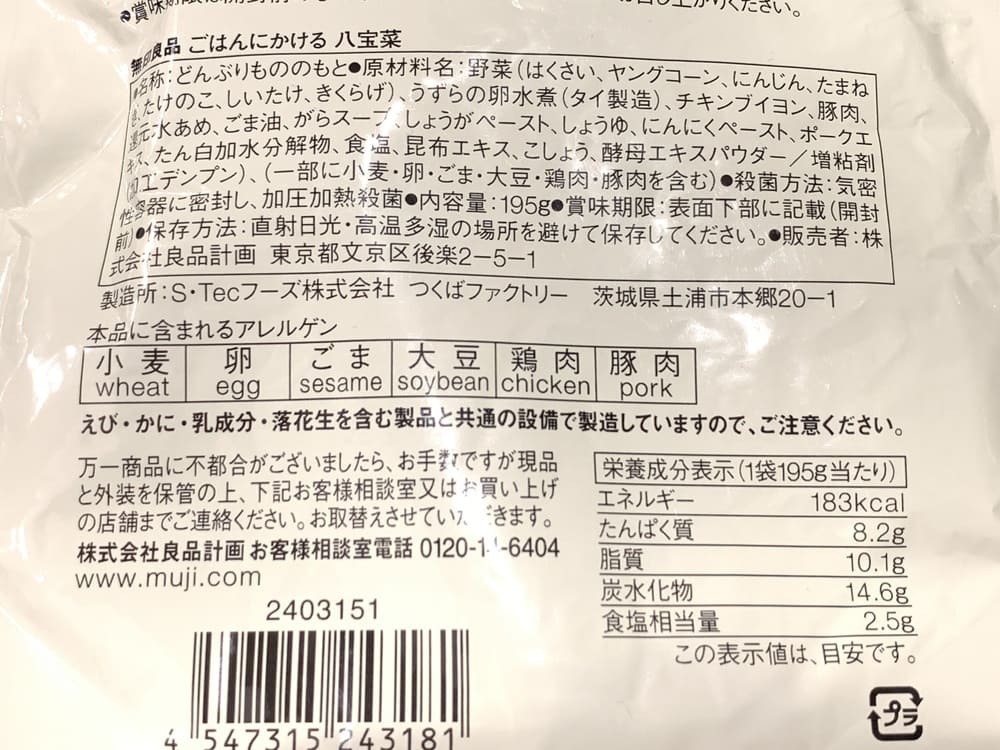 無印良品 ごはんにかける 八宝菜
●名称:どんぶりもののもと●原材料名:野菜(はくさい、ヤングコーン、にんじん、たまね
ぎ、たけのこ、しいたけ、きくらげ)、うずらの卵水煮(タイ製造)、チキンブイヨン、豚肉、
還元水あめ、ごま油、がらスープ、しょうがペースト、しょうゆ、にんにくペースト、ポークエ
キス、たん白加水分解物、食塩、昆布エキス、こしょう、酵母エキスパウダー/増粘剤
(加工デンプン)、(一部に小麦・卵・ごま・大豆・鶏肉・豚肉を含む)●殺菌方法:気密
性容器に密封し、加圧加熱殺菌●内容量:195g●賞味期限:表面下部に記載(開封
前)●保存方法:直射日光・高温多湿の場所を避けて保存してください。●販売者:株
式会社良品計画 東京都文京区後楽2-5-1
製造所:S・Tecフーズ株式会社 つくばファクトリー 茨城県土浦市本郷20-1
本品に含まれるアレルゲン
小麦 卵 ごま 大豆 鶏肉 豚肉
wheat egg sesame soybean chicken pork
えび・かに・乳成分・落花生を含む製品と共通の設備で製造していますので、ご注意ください。
万一商品に不都合がございましたら、お手数ですが現品
と外装を保管の上、下記お客様相談室又はお買い上げ
の店舗までご連絡ください。お取替えさせていただきます。
株式会社良品計画 お客様相談室電話 0120-14-6404
www.muji.com
2403151
4 547315 243181
栄養成分表示(1袋195g当たり)
エネルギー 183kcal
たんぱく質 8.2g
脂質 10.1g
炭水化物 14.6g
食塩相当量 2.5g
この表示値は、目安です。
プラ